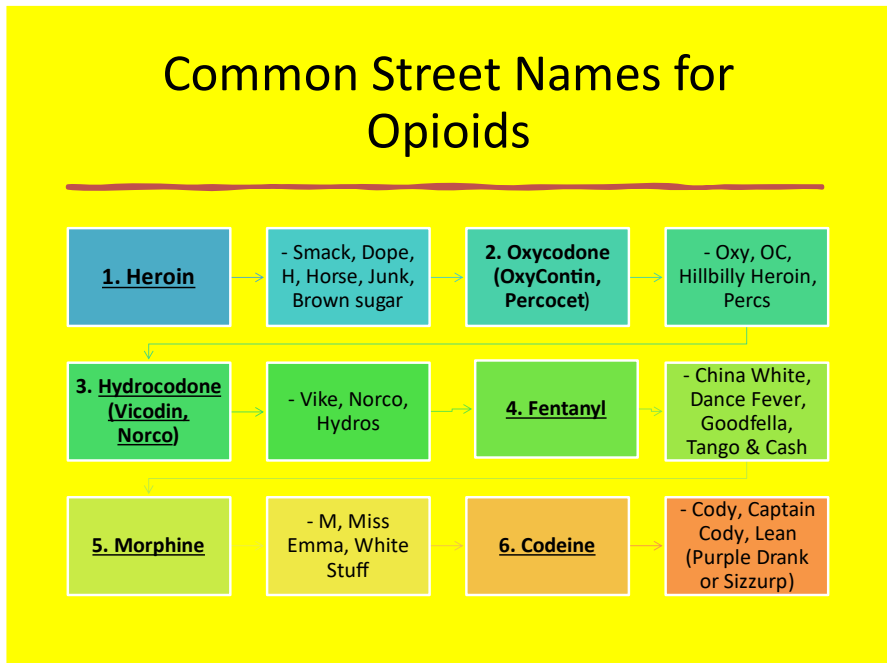 Common Street Names for
Opioids
1. Heroin
- Smack, Dope,
H, Horse, Junk,
Brown sugar
2. Oxycodone
(OxyContin,
Percocet)
- Oxy, OC,
Hillbilly Heroin,
Percs
3. Hydrocodone
(Vicodin,
Norco)
- Vike, Norco,
Hydros
4. Fentanyl
- China White,
Dance Fever,
Goodfella,
Tango & Cash
5. Morphine
- M, Miss
Emma, White
Stuff
6. Codeine
- Cody, Captain
Cody, Lean
(Purple Drank
or Sizzurp)